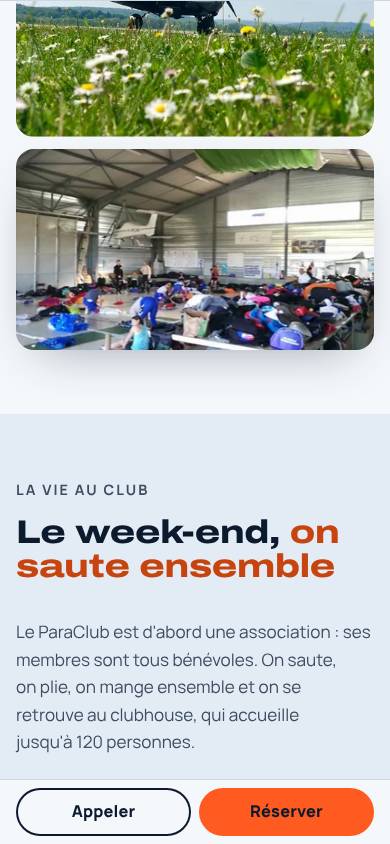 LA VIE AU CLUB
Le week-end, on
saute ensemble
Le ParaClub est d'abord une association : ses
membres sont tous bénévoles. On saute,
on plie, on mange ensemble et on se
retrouve au clubhouse, qui accueille
jusqu'à 120 personnes.
Appeler
Réserver